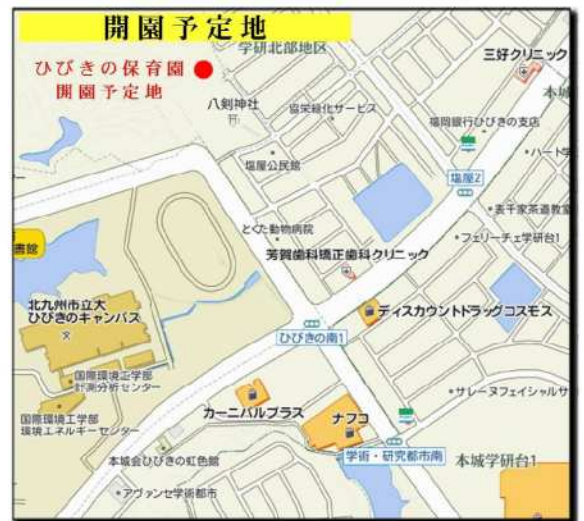 開園予定地
学研北部地区
ひびきの保育園
開園予定地
三好クリニック
本城
八剣神社
協栄緑化サービス
福岡銀行ひびきの支店
ハート学
塩屋公民館
塩屋2
表千家茶道教室
とくた動物病院
フェリーチェ学研台1
芳賀歯科矯正歯科クリニック
書館
北九州市立大
ひびきのキャンパス
ディスカウントドラッグコスモス
ひびきの南1
国際環境工学部
計測分析センター
サレーヌフェイシャルサ
カーニバルプラス
ナフコ
国際環境工学部
環境エネルギーセンター
本城会ひびきの虹色館
学術・研究都市南
本城学研台1
アヴァンセ学術都市